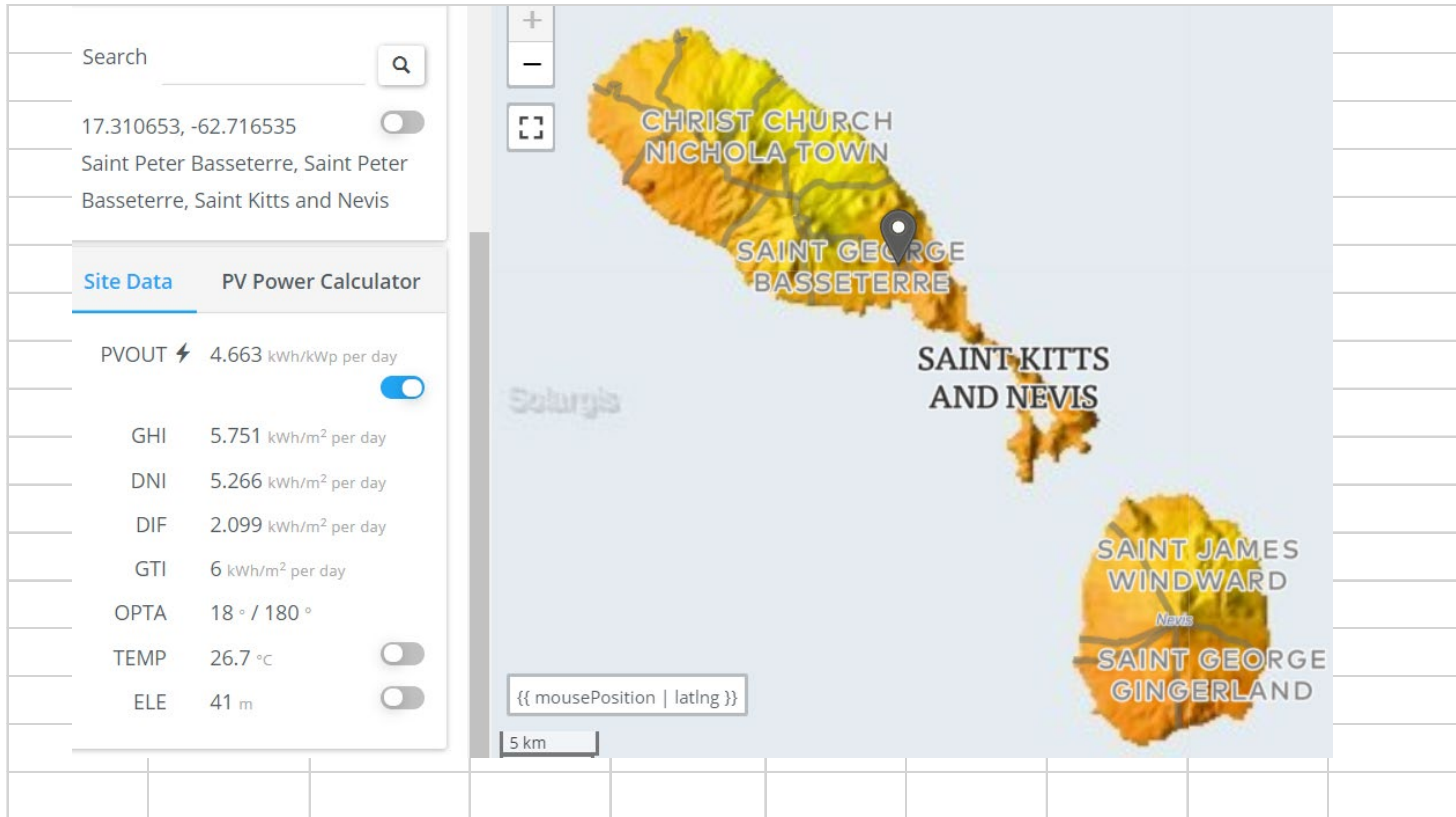 Search
17.310653, -62.716535
Saint Peter Basseterre, Saint Peter
Basseterre, Saint Kitts and Nevis
Site Data PV Power Calculator
PVOUT 4.663 kWh/kWp per day
GHI 5.751 kWh/m² per day
DNI 5.266 kWh/m² per day
DIF 2.099 kWh/m² per day
GTI 6 kWh/m² per day
OPTA 18 ° / 180 °
TEMP 26.7 °C
ELE 41 m
+
−
CHRIST CHURCH
NICHOLA TOWN
SAINT GEORGE
BASSETERRE
SAINT KITTS
AND NEVIS
Solargis
SAINT JAMES
WINDWARD
Nevis
SAINT GEORGE
GINGERLAND
{{ mousePosition | latlng }}
5 km